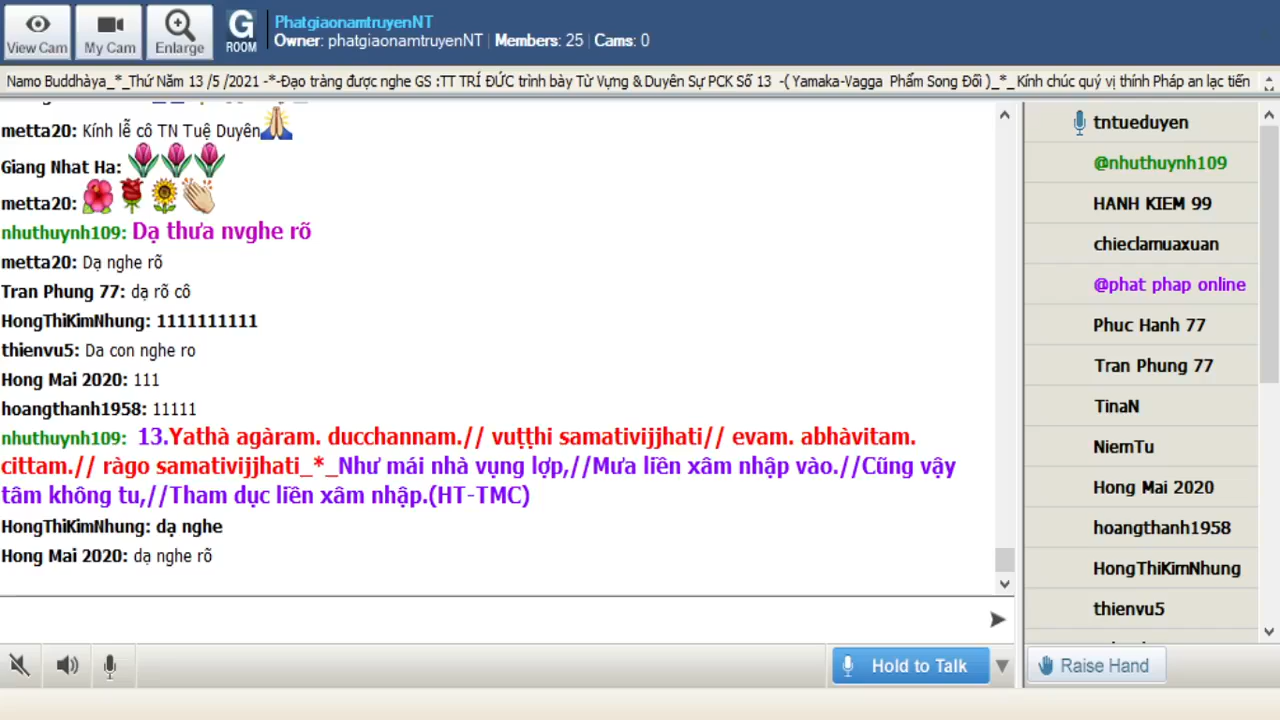 View Cam
My Cam
Enlarge
G
ROOM
PhatgiaonamtruyenNT
Owner: phatgiaonamtruyenNT | Members: 25 | Cams: 0
Namo Buddhàya_*_Thứ Năm 13 /5 /2021 -*-Đạo tràng được nghe GS :TT TRÍ ĐỨC trình bày Từ Vựng & Duyên Sự PCK Số 13 -( Yamaka-Vagga Phẩm Song Đối )_*_ Kính chúc quý vị thính Pháp an lạc tiến
metta20: Kính lễ cô TN Tuệ Duyên
Giang Nhat Ha:
metta20:
nhuthuynh109: Dạ thưa nvghe rõ
metta20: Dạ nghe rõ
Tran Phung 77: dạ rõ cô
HongThiKimNhung: 1111111111
thienvu5: Da con nghe ro
Hong Mai 2020: 111
hoangthanh1958: 11111
nhuthuynh109: 13.Yathà agàram. ducchannam.// vuṭṭhi samativijjhati// evam. abhàvitam.
cittam.// ràgo samativijjhati_*_Như mái nhà vụng lợp,//Mưa liền xâm nhập vào.//Cũng vậy
tâm không tu,//Tham dục liền xâm nhập.(HT-TMC)
HongThiKimNhung: dạ nghe
Hong Mai 2020: dạ nghe rõ
tntueduyen
@nhuthuynh109
HANH KIEM 99
chieclamuaxuan
@phat phap online
Phuc Hanh 77
Tran Phung 77
TinaN
NiemTu
Hong Mai 2020
hoangthanh1958
HongThiKimNhung
thienvu5
Hold to Talk
Raise Hand